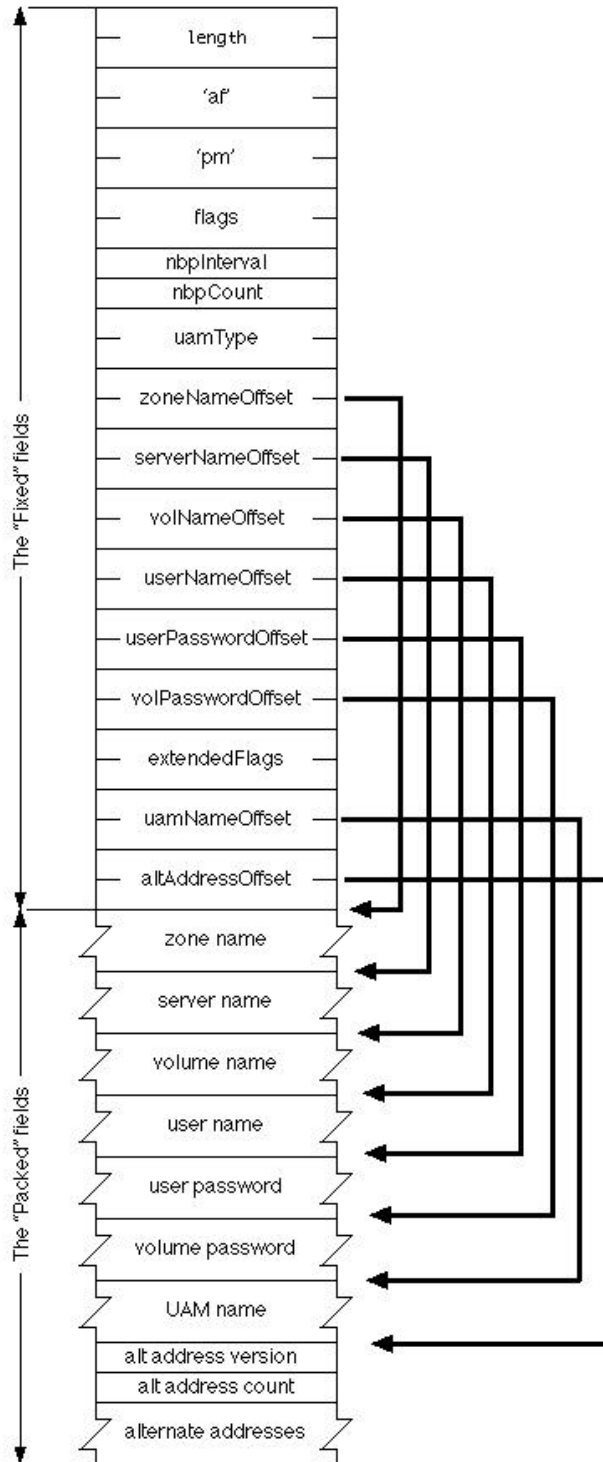 length
‘af’
‘pm’
flags
nbpInterval
nbpCount
uamType
zoneNameOffset
serverNameOffset
volNameOffset
userNameOffset
userPasswordOffset
volPasswordOffset
extendedFlags
uamNameOffset
altAddressOffset
The "Fixed" fields
zone name
server name
volume name
user name
user password
volume password
UAM name
alt address version
alt address count
alternate addresses
The "Packed" fields